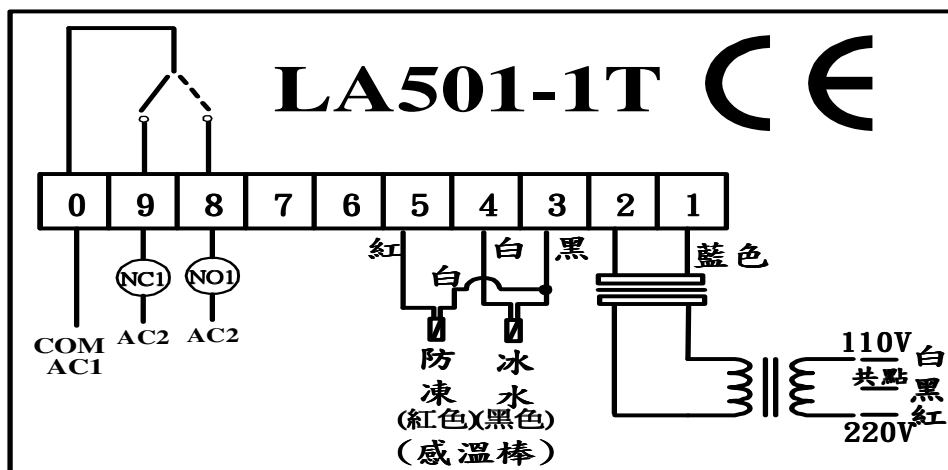 LA501-1T CE
0 9 8 7 6 5 4 3 2 1
紅 白 黑 藍色
白
NC1 NO1
COM AC2 AC2
AC1
防凍 冰水
(紅色)(黑色)
(感溫棒)
110V 白
共點 黑
220V 紅